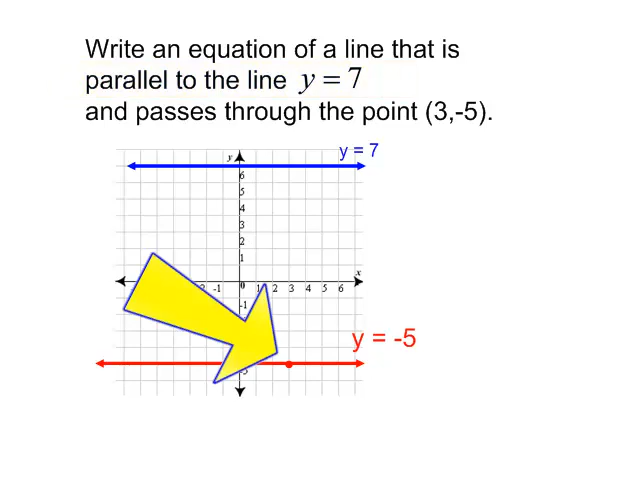 Write an equation of a line that is
parallel to the line y = 7
and passes through the point (3,-5).
y = 7
y
6
5
4
3
2
1
x
-1 0 1 2 3 4 5 6
-1
y = -5